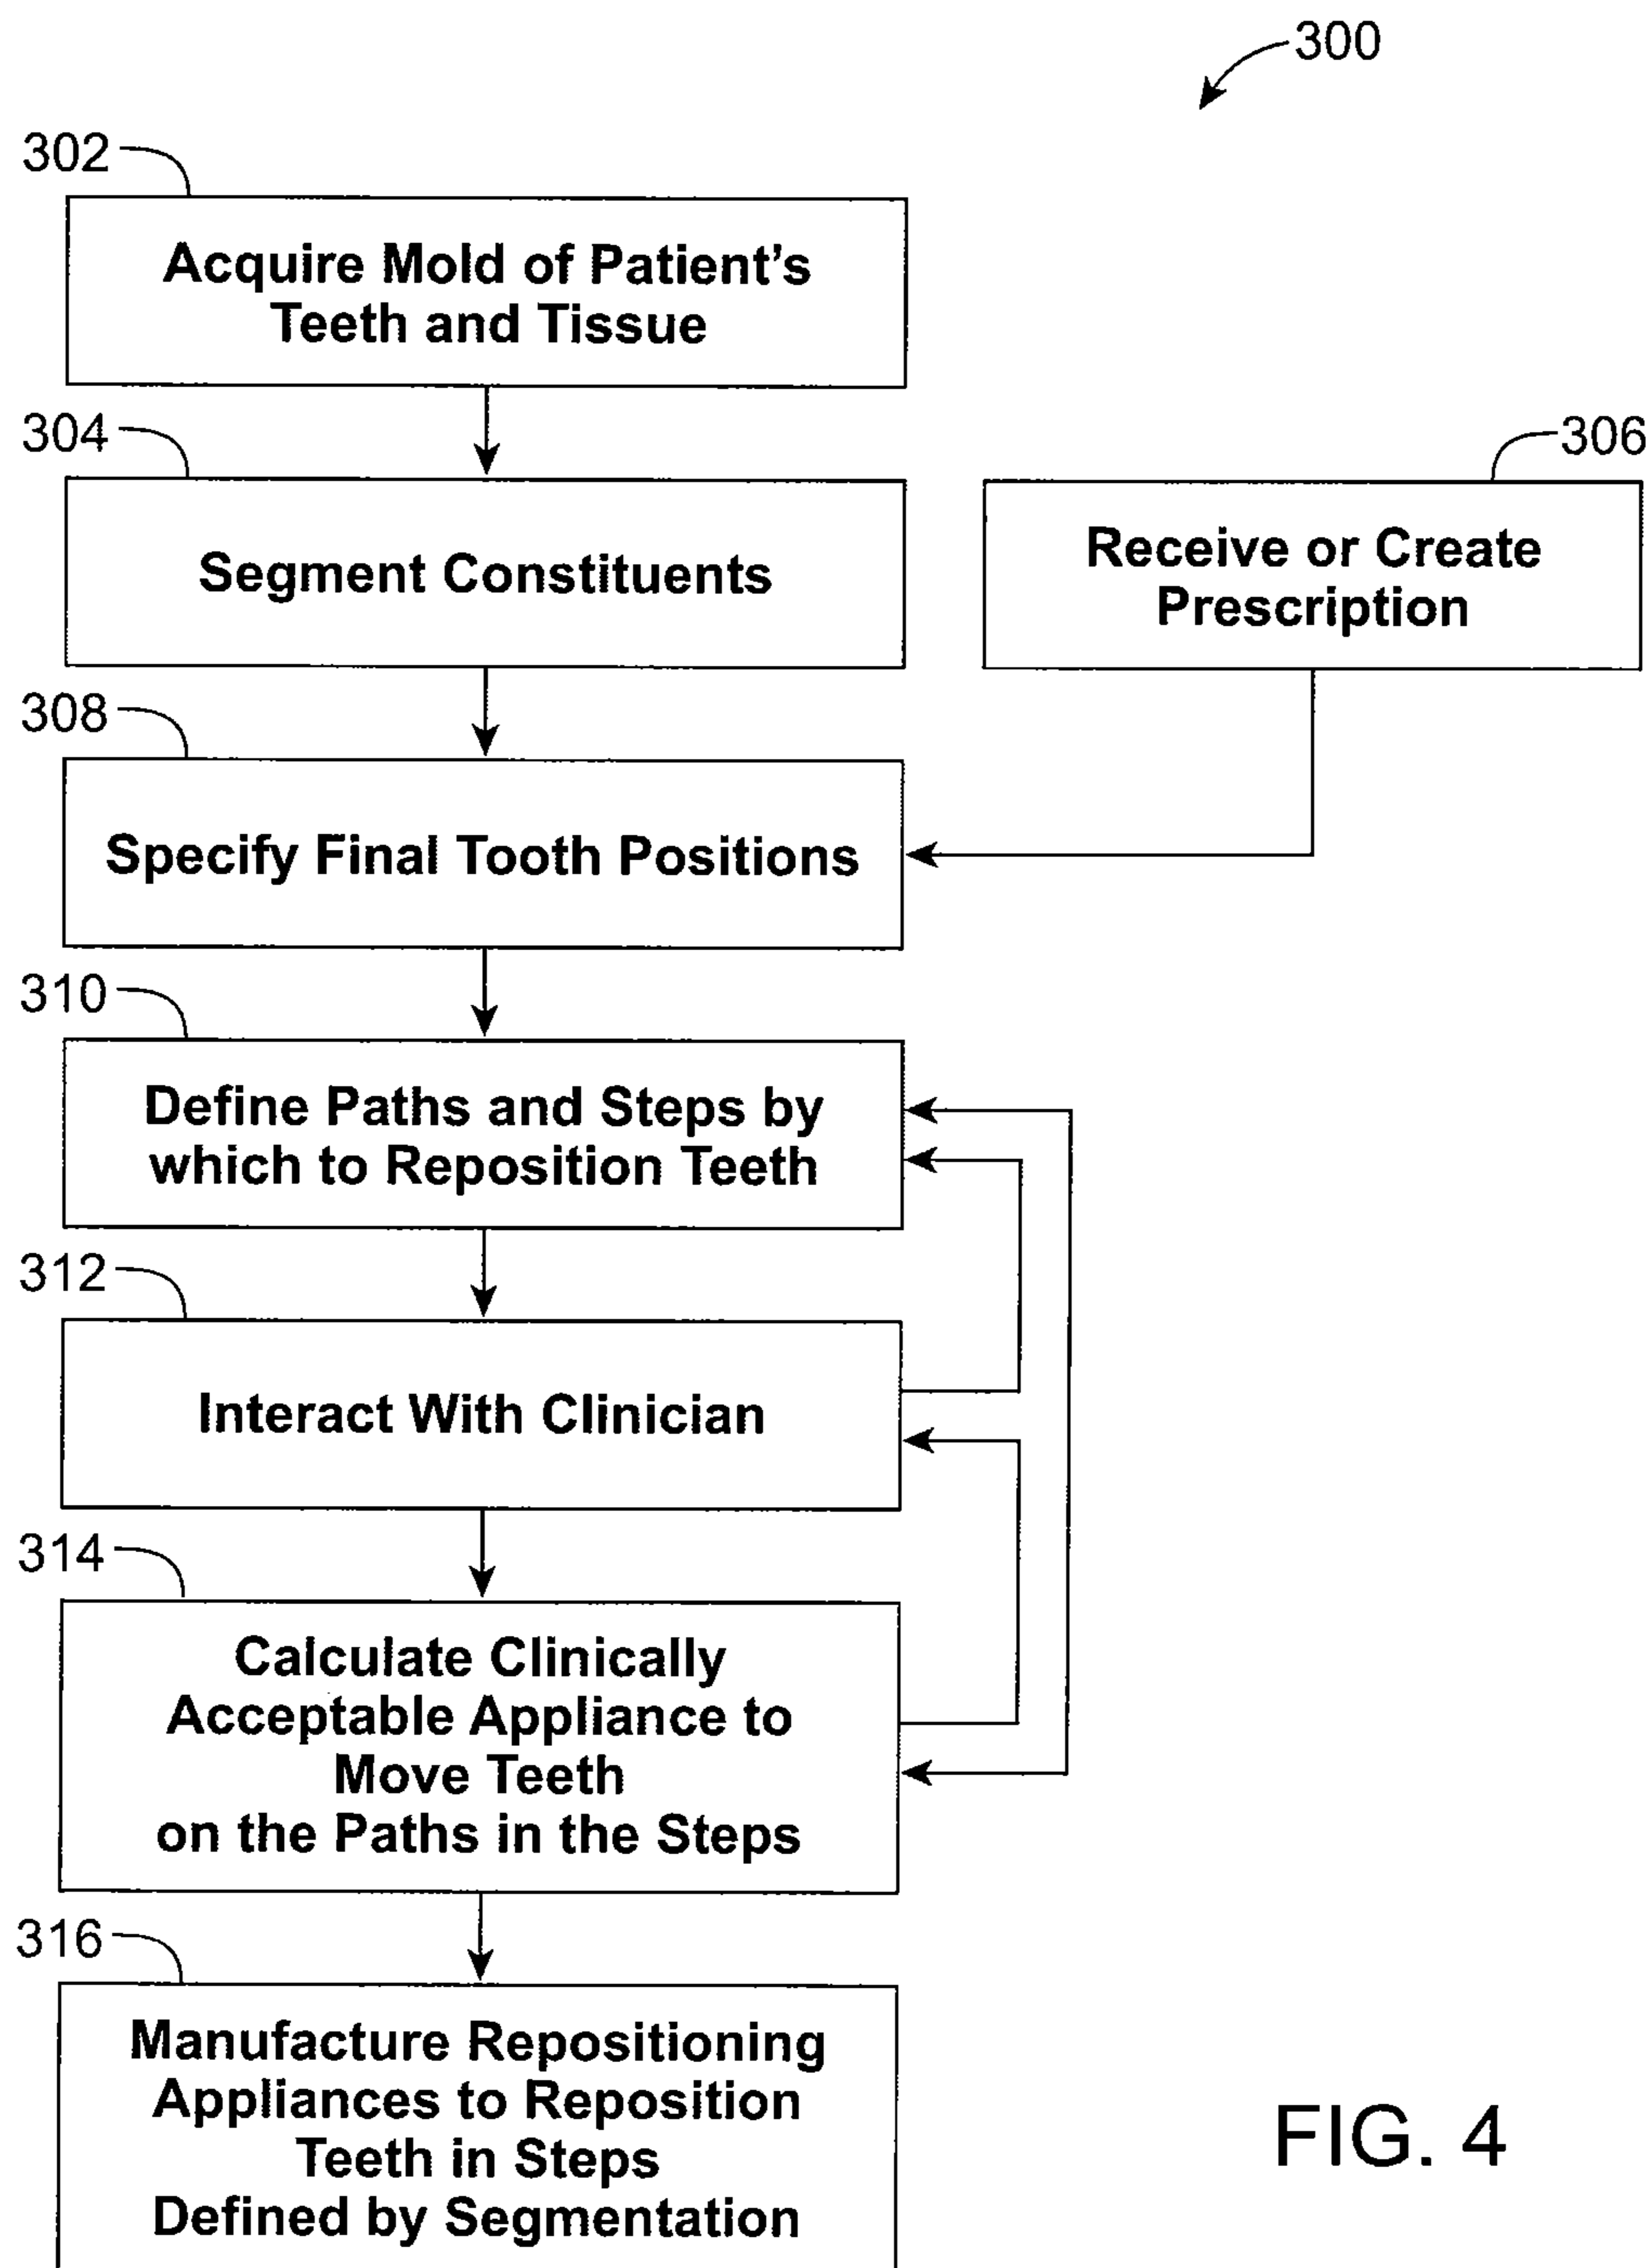 300
302
Acquire Mold of Patient's
Teeth and Tissue
304
Segment Constituents
306
Receive or Create
Prescription
308
Specify Final Tooth Positions
310
Define Paths and Steps by
which to Reposition Teeth
312
Interact With Clinician
314
Calculate Clinically
Acceptable Appliance to
Move Teeth
on the Paths in the Steps
316
Manufacture Repositioning
Appliances to Reposition
Teeth in Steps
Defined by Segmentation
FIG. 4